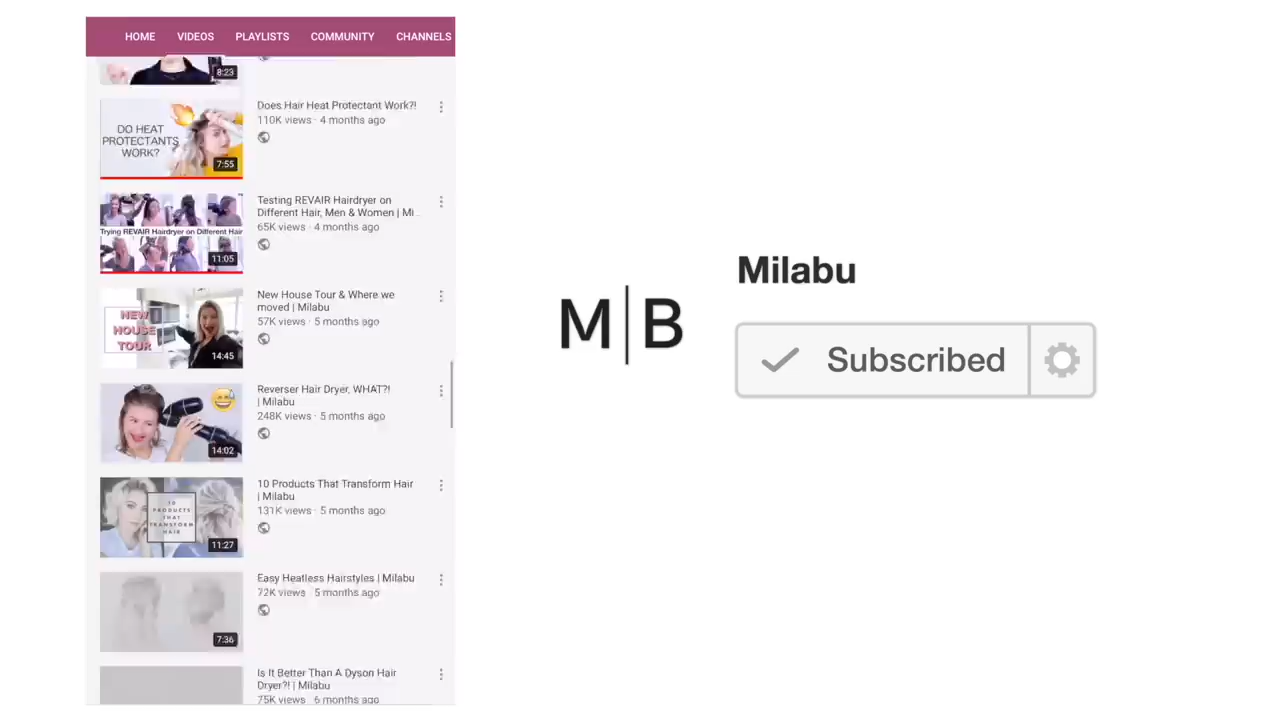 HOME VIDEOS PLAYLISTS COMMUNITY CHANNELS
8:23
DO HEAT
PROTECTANTS
WORK?
7:55
Does Hair Heat Protectant Work?!
110K views · 4 months ago
Trying REVAIR Hairdryer on Different Hair
11:05
Testing REVAIR Hairdryer on
Different Hair, Men & Women | Mi...
65K views · 4 months ago
NEW
HOUSE
TOUR
14:45
New House Tour & Where we
moved | Milabu
57K views · 5 months ago
14:02
Reverser Hair Dryer, WHAT?!
| Milabu
248K views · 5 months ago
10
PRODUCTS
THAT
TRANSFORM
HAIR
11:27
10 Products That Transform Hair
| Milabu
131K views · 5 months ago
7:36
Easy Heatless Hairstyles | Milabu
72K views · 5 months ago
Is It Better Than A Dyson Hair
Dryer?! | Milabu
75K views · 6 months ago
M|B
Milabu
Subscribed